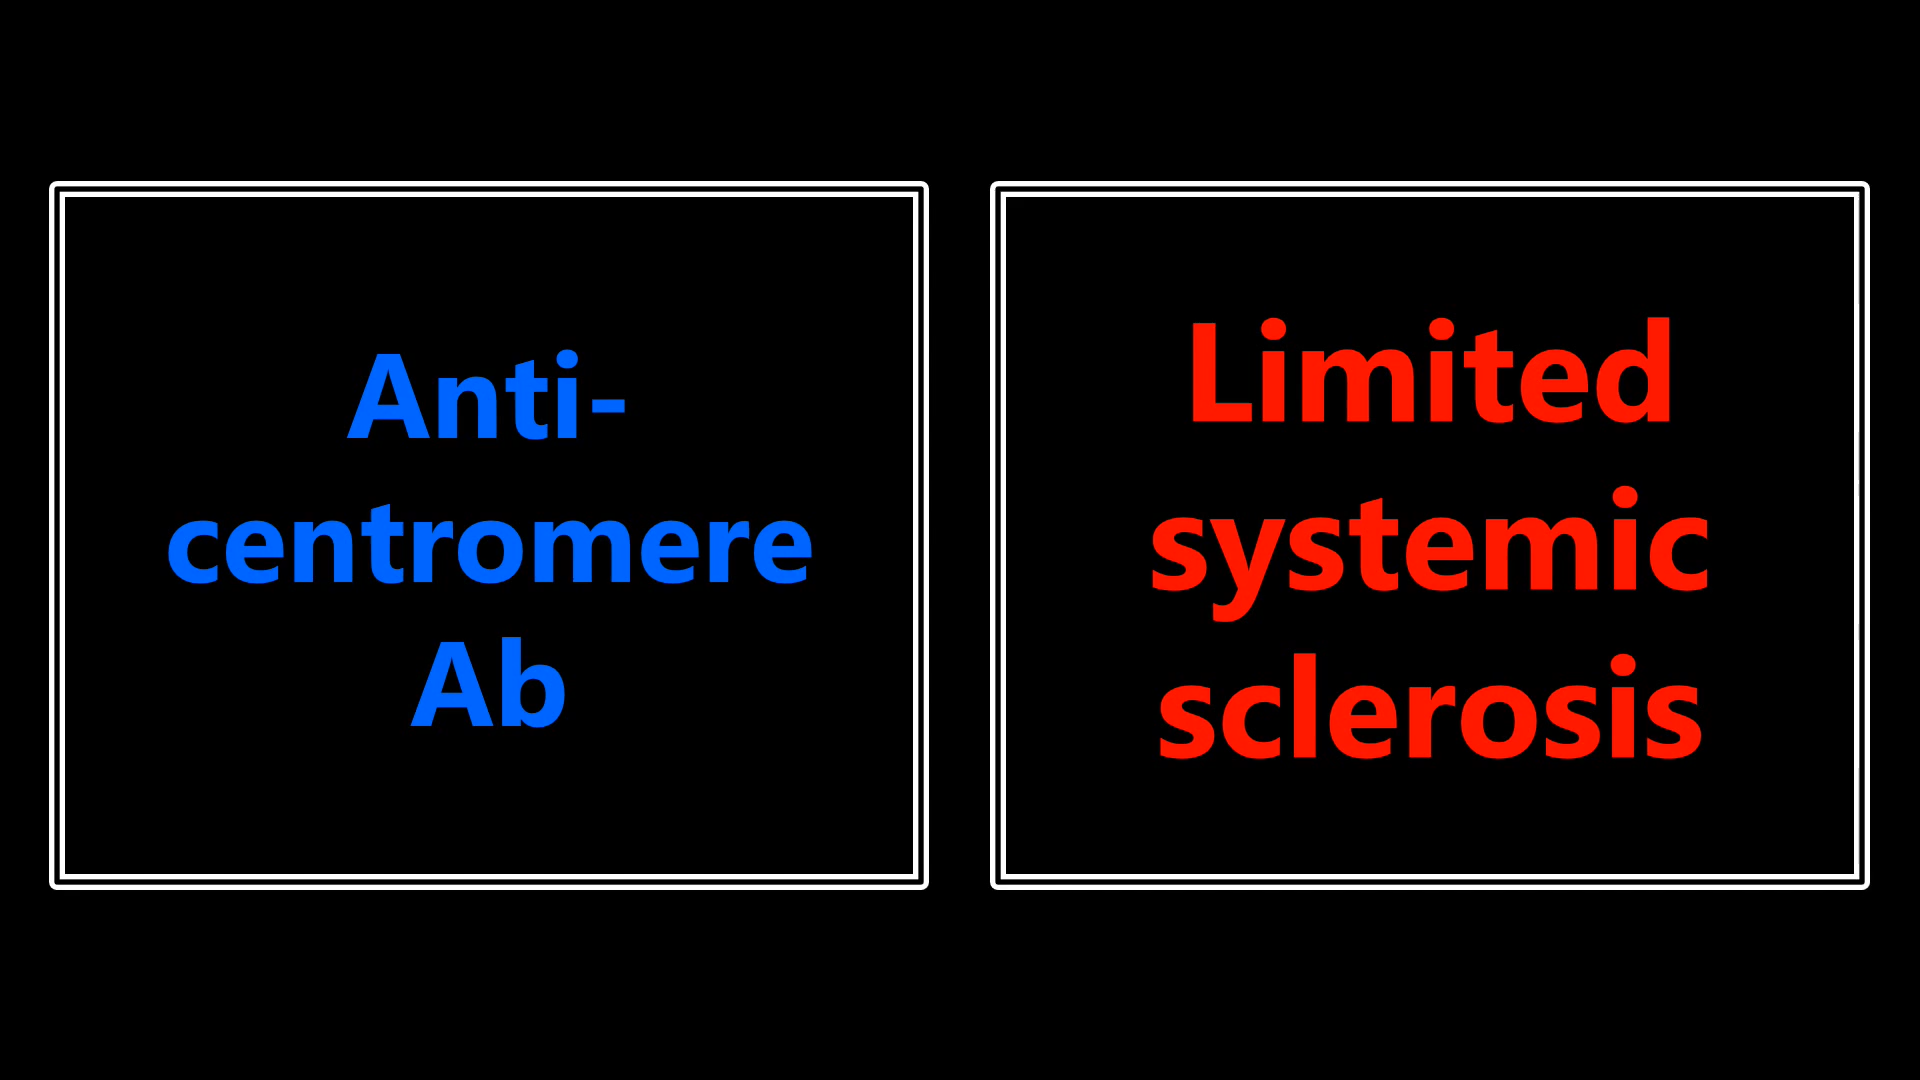 Anti-
centromere
Ab
Limited
systemic
sclerosis